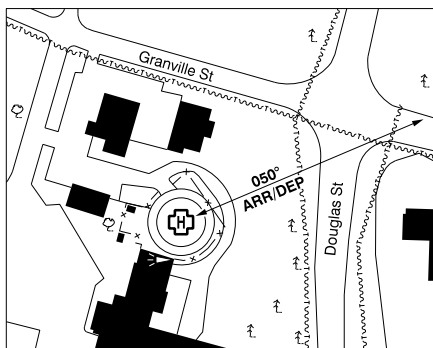 Granville St
050°
ARR/DEP
Douglas St
H